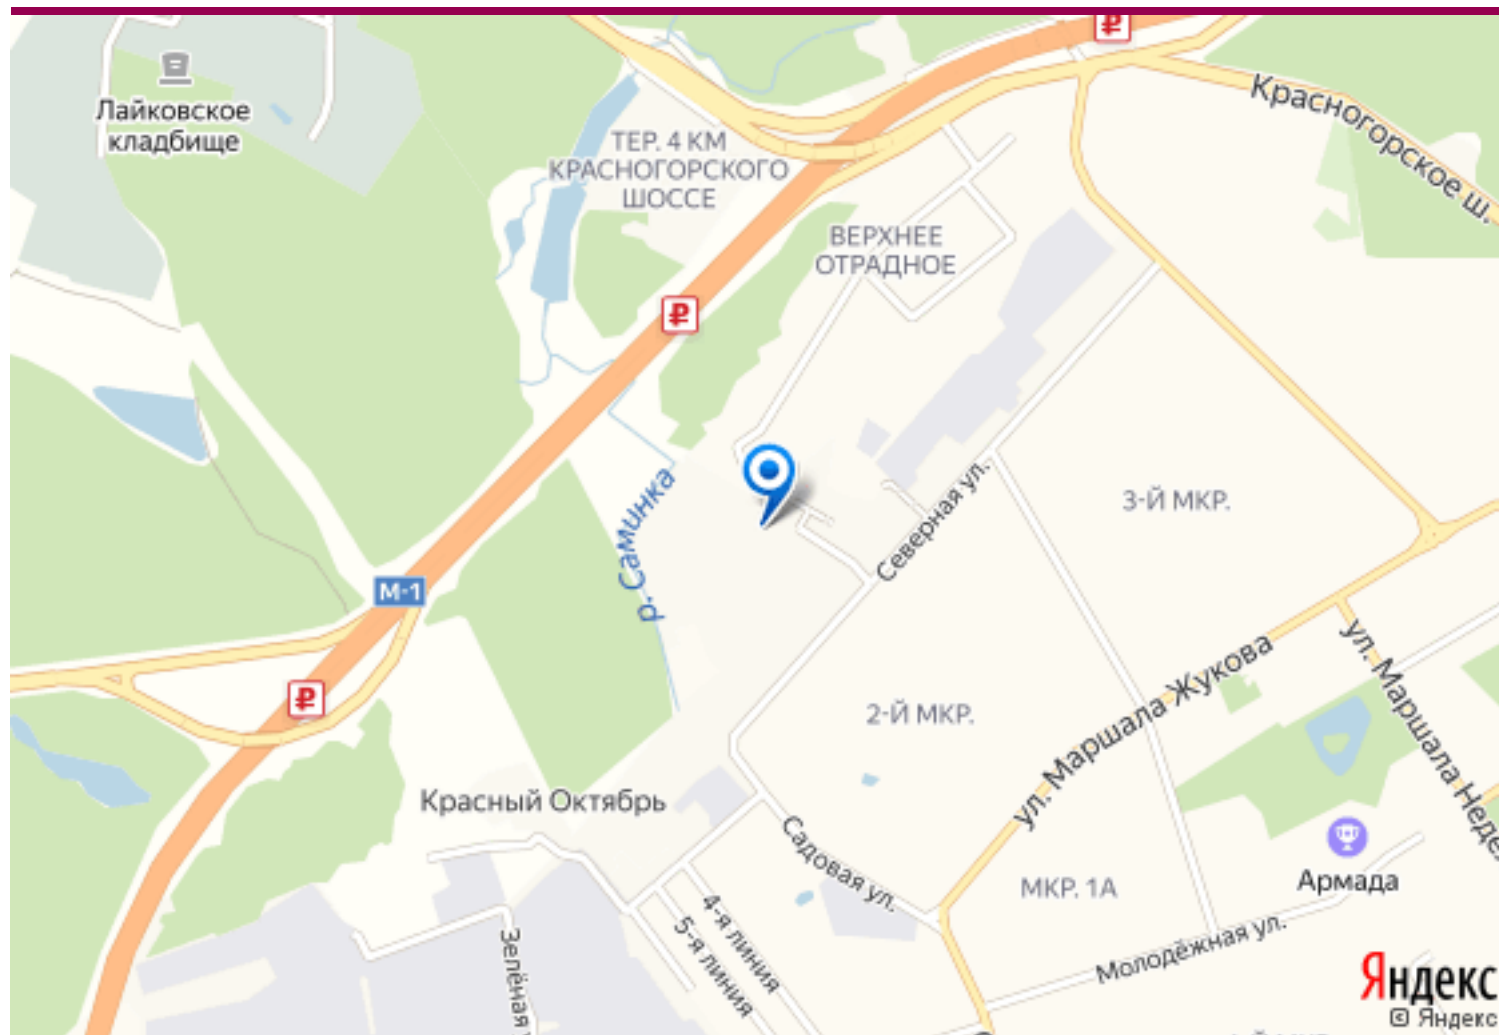 ₽
Лайковское
кладбище
Красногорское ш.
ТЕР. 4 КМ
КРАСНОГОРСКОГО
ШОССЕ
ВЕРХНЕЕ
ОТРАДНОЕ
₽
р. Саминка
Северная ул.
3-Й МКР.
М-1
₽
2-Й МКР.
ул. Маршала Жукова
ул. Маршала Неде
Красный Октябрь
Садовая ул.
МКР. 1А
Армада
4-я линия
5-я линия
Зелёная
Молодёжная ул.
Яндекс
© Яндекс